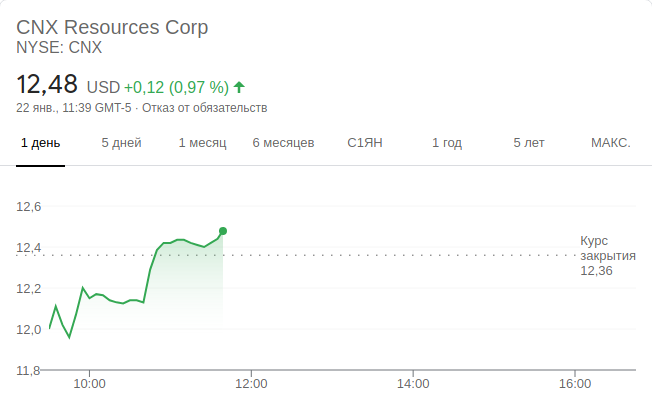 CNX Resources Corp
NYSE: CNX
12,48 USD +0,12 (0,97 %)
22 янв., 11:39 GMT-5 · Отказ от обязательств
1 день 5 дней 1 месяц 6 месяцев С1ЯН 1 год 5 лет МАКС.
12,6
12,4
12,2
12,0
11,8
Курс
закрытия
12,36
10:00 12:00 14:00 16:00